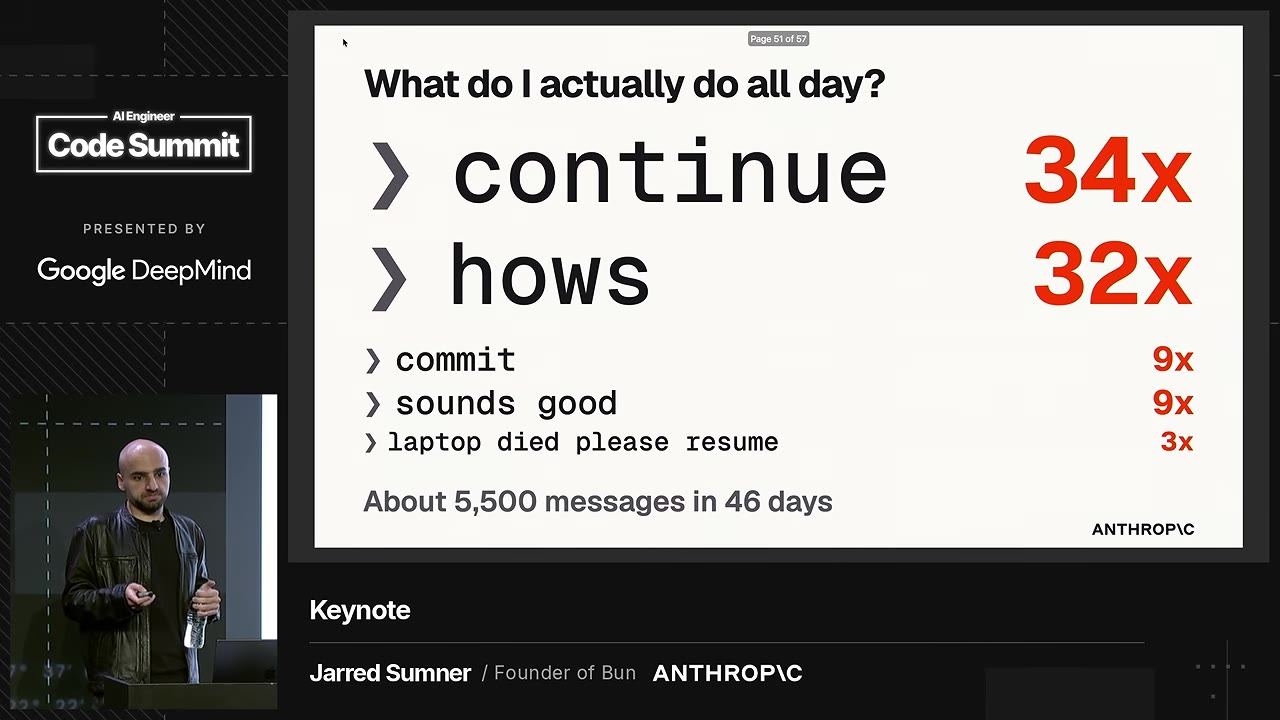 AI Engineer
Code Summit
PRESENTED BY
Google DeepMind
Page 51 of 57
What do I actually do all day?
❯ continue 34x
❯ hows 32x
❯ commit 9x
❯ sounds good 9x
❯ laptop died please resume 3x
About 5,500 messages in 46 days
ANTHROP\C
Keynote
Jarred Sumner / Founder of Bun ANTHROP\C